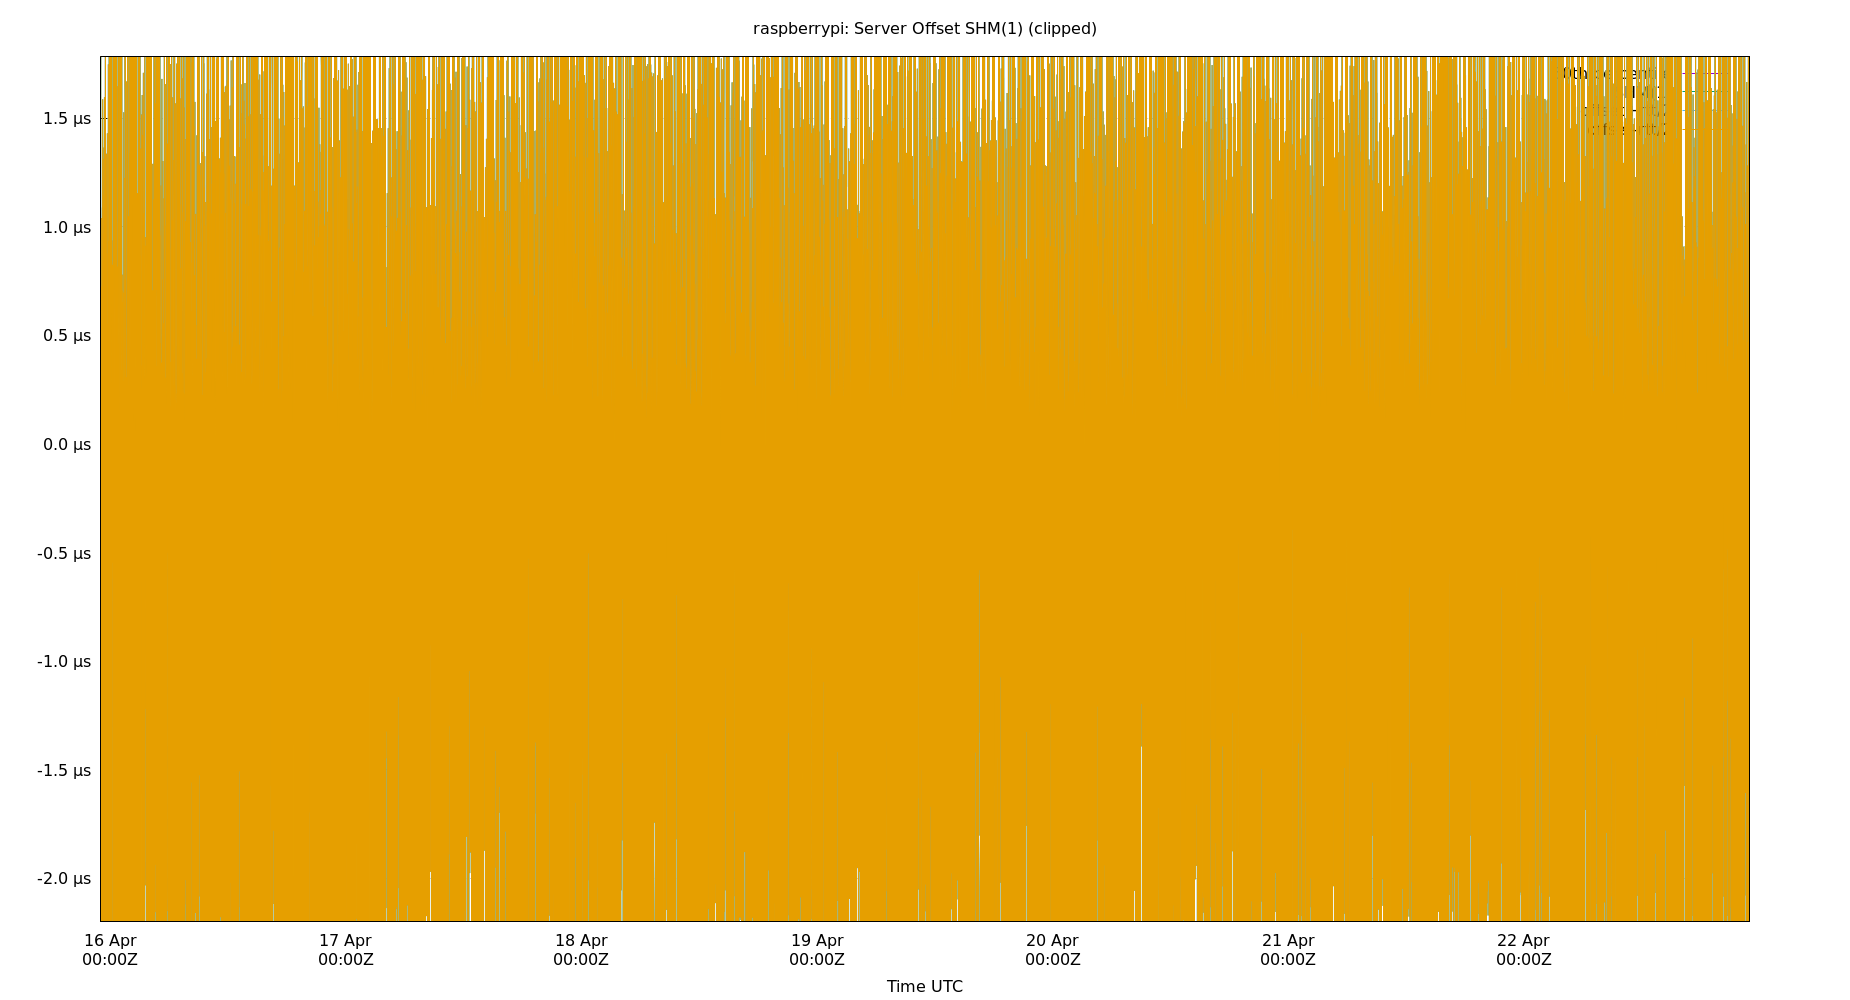 raspberrypi: Server Offset SHM(1) (clipped)
1.5 µs
1.0 µs
0.5 µs
0.0 µs
-0.5 µs
-1.0 µs
-1.5 µs
-2.0 µs
16 Apr 17 Apr 18 Apr 19 Apr 20 Apr 21 Apr 22 Apr
00:00Z 00:00Z 00:00Z 00:00Z 00:00Z 00:00Z 00:00Z
Time UTC